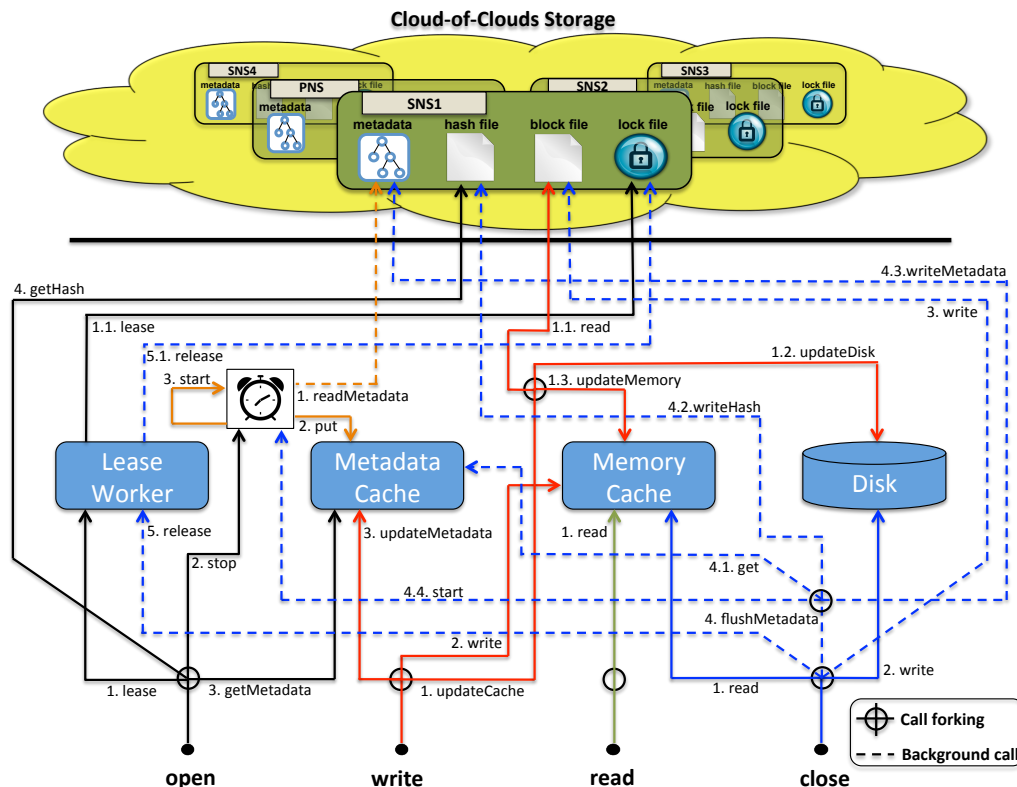 Cloud-of-Clouds Storage
SNS4
SNS3
metadata
lock file
metadata
hash file
block file
lock file
PNS
SNS2
metadata
lock file
SNS1
metadata
hash file
block file
lock file
4. getHash
4.3.writeMetadata
3. write
1.1. lease
1.1. read
5.1. release
1.2. updateDisk
3. start
1. readMetadata
1.3. updateMemory
4.2.writeHash
2. put
Lease
Worker
Metadata
Cache
Memory
Cache
Disk
5. release
3. updateMetadata
1. read
2. stop
4.1. get
4.4. start
4. flushMetadata
2. write
2. write
1. lease
3. getMetadata
1. updateCache
1. read
Call forking
Background call
open
write
read
close